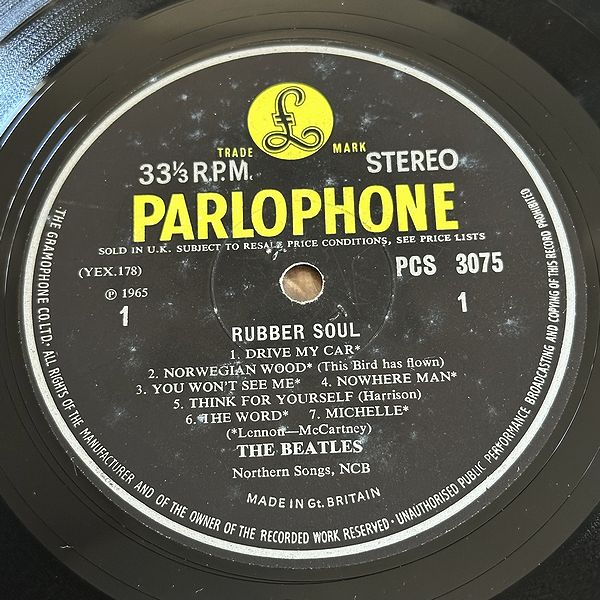 £
TRADE MARK
33⅓ R.P.M. STEREO
PARLOPHONE
SOLD IN U.K. SUBJECT TO RESALE PRICE CONDITIONS, SEE PRICE LISTS
(YEX.178) PCS 3075
℗ 1965
1 1
RUBBER SOUL
1. DRIVE MY CAR*
2. NORWEGIAN WOOD* (This Bird has flown)
3. YOU WON'T SEE ME* 4. NOWHERE MAN*
5. THINK FOR YOURSELF (Harrison)
6. THE WORD* 7. MICHELLE*
(*Lennon—McCartney)
THE BEATLES
Northern Songs, NCB
MADE IN Gt. BRITAIN
THE GRAMOPHONE CO. LTD. ALL RIGHTS OF THE MANUFACTURER AND OF THE OWNER OF THE RECORDED WORK RESERVED · UNAUTHORISED PUBLIC PERFORMANCE BROADCASTING AND COPYING OF THIS RECORD PROHIBITED